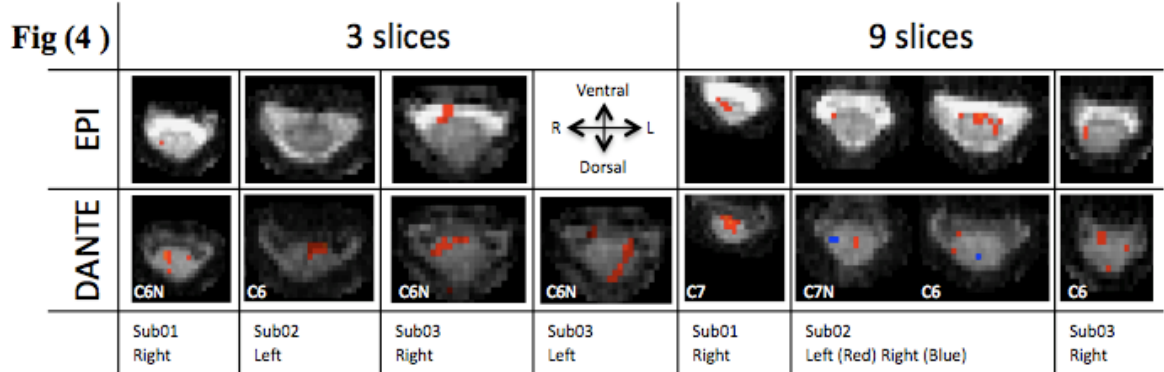 Fig (4 )
3 slices
9 slices
EPI
Ventral
R
L
Dorsal
DANTE
C6N
C6
C6N
C6N
C7
C7N
C6
C6
Sub01
Right
Sub02
Left
Sub03
Right
Sub03
Left
Sub01
Right
Sub02
Left (Red) Right (Blue)
Sub03
Right